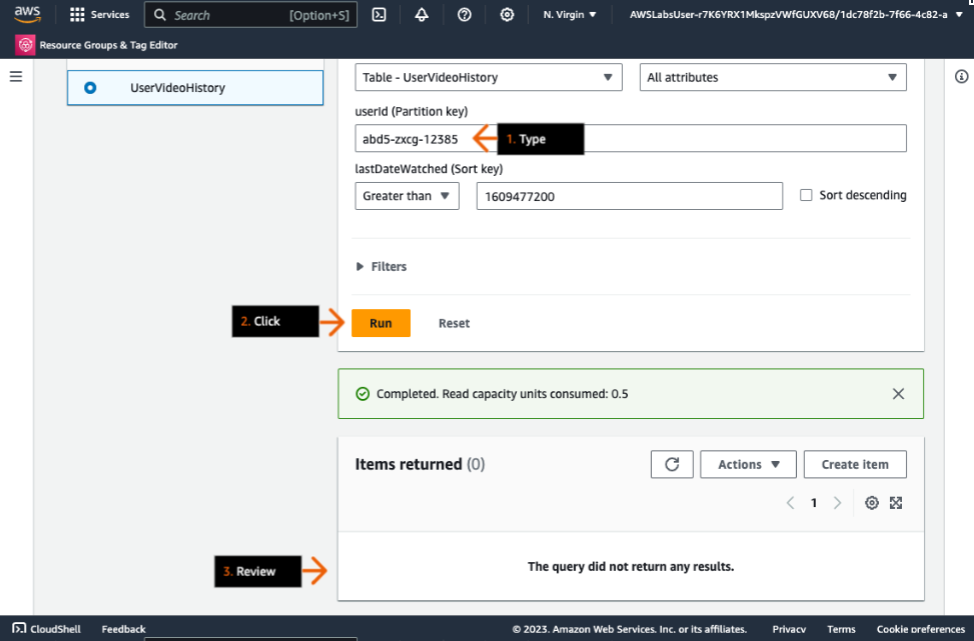 aws
Services
Search
[Option+S]
N. Virgin
AWSLabsUser-r7K6YRX1MkspzVWfGUXV68/1dc78f2b-7f66-4c82-a
Resource Groups & Tag Editor
UserVideoHistory
Table - UserVideoHistory
All attributes
userId (Partition key)
abd5-zxcg-12385
1. Type
lastDateWatched (Sort key)
Greater than
1609477200
Sort descending
Filters
2. Click
Run
Reset
Completed. Read capacity units consumed: 0.5
Items returned (0)
Actions
Create item
1
3. Review
The query did not return any results.
CloudShell
Feedback
© 2023, Amazon Web Services, Inc. or its affiliates.
Privacy
Terms
Cookie preferences